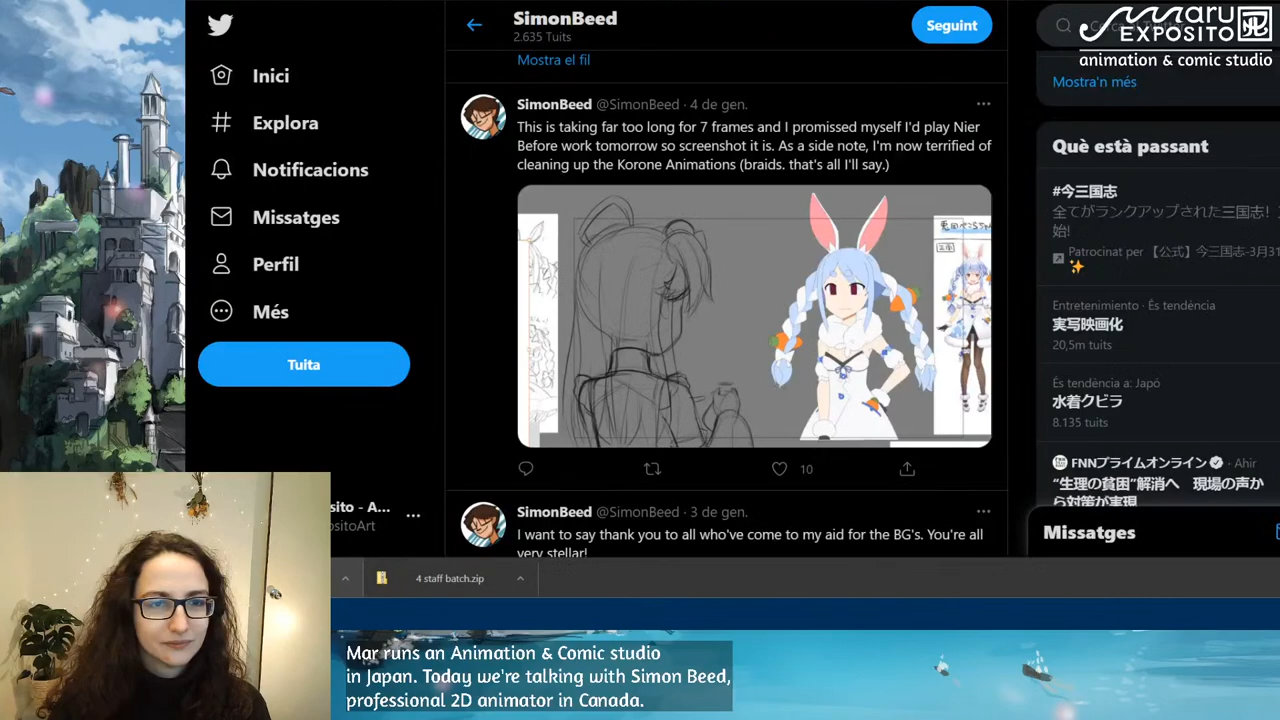 SimonBeed
2.635 Tuits
Seguint
maru
EXPOSITO
animation & comic studio
Inici
Explora
Notificacions
Missatges
Perfil
Més
Tuita
Mostra el fil
SimonBeed @SimonBeed · 4 de gen.
This is taking far too long for 7 frames and I promissed myself I'd play Nier
Before work tomorrow so screenshot it is. As a side note, I'm now terrified of
cleaning up the Korone Animations (braids. that's all I'll say.)
10
SimonBeed @SimonBeed · 3 de gen.
I want to say thank you to all who've come to my aid for the BG's. You're all
very stellar!
Mostra'n més
Què està passant
#今三国志
全てがランクアップされた三国志!
始!
Patrocinat per 【公式】今三国志-3月31
Entretenimiento · És tendència
実写映画化
20,5m tuits
És tendència a: Japó
水着クビラ
8.135 tuits
FNNプライムオンライン · Ahir
“生理の貧困”解消へ 現場の声か
ら対策が実現
Missatges
sito - A...
ositoArt
4 staff batch.zip
Mar runs an Animation & Comic studio
in Japan. Today we're talking with Simon Beed,
professional 2D animator in Canada.